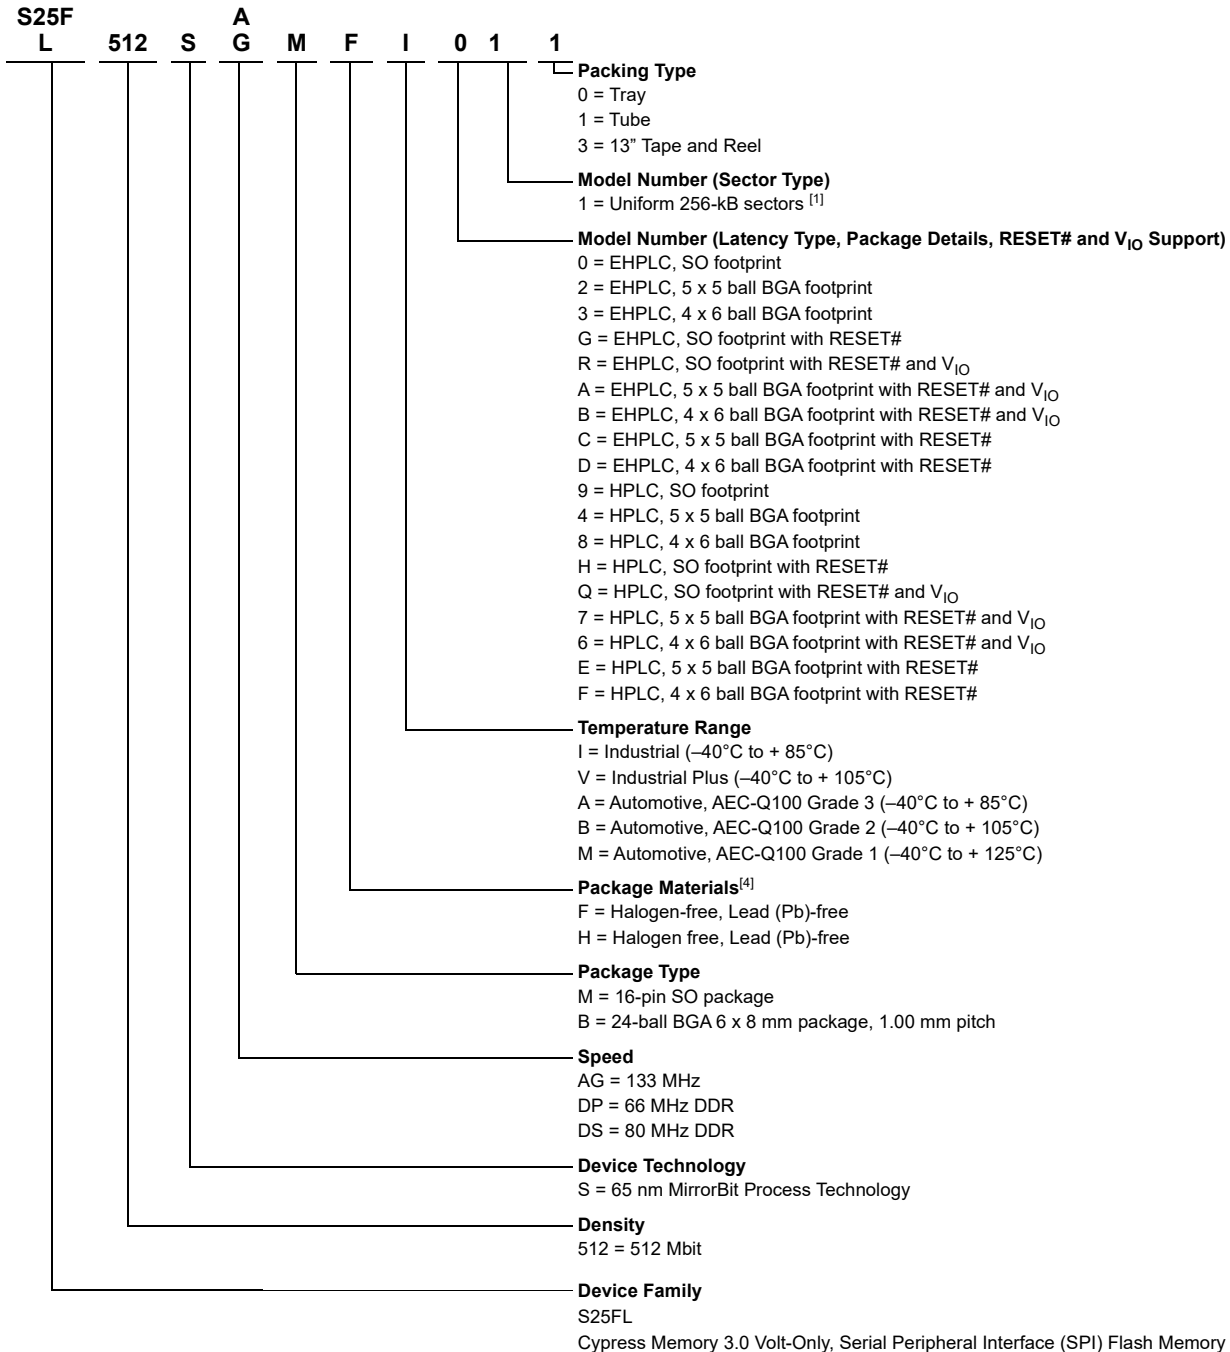 S25F A
L 512 S G M F I 0 1 1
Packing Type
0 = Tray
1 = Tube
3 = 13” Tape and Reel
Model Number (Sector Type)
1 = Uniform 256-kB sectors [1]
Model Number (Latency Type, Package Details, RESET# and VIO Support)
0 = EHPLC, SO footprint
2 = EHPLC, 5 x 5 ball BGA footprint
3 = EHPLC, 4 x 6 ball BGA footprint
G = EHPLC, SO footprint with RESET#
R = EHPLC, SO footprint with RESET# and VIO
A = EHPLC, 5 x 5 ball BGA footprint with RESET# and VIO
B = EHPLC, 4 x 6 ball BGA footprint with RESET# and VIO
C = EHPLC, 5 x 5 ball BGA footprint with RESET#
D = EHPLC, 4 x 6 ball BGA footprint with RESET#
9 = HPLC, SO footprint
4 = HPLC, 5 x 5 ball BGA footprint
8 = HPLC, 4 x 6 ball BGA footprint
H = HPLC, SO footprint with RESET#
Q = HPLC, SO footprint with RESET# and VIO
7 = HPLC, 5 x 5 ball BGA footprint with RESET# and VIO
6 = HPLC, 4 x 6 ball BGA footprint with RESET# and VIO
E = HPLC, 5 x 5 ball BGA footprint with RESET#
F = HPLC, 4 x 6 ball BGA footprint with RESET#
Temperature Range
I = Industrial (–40°C to + 85°C)
V = Industrial Plus (–40°C to + 105°C)
A = Automotive, AEC-Q100 Grade 3 (–40°C to + 85°C)
B = Automotive, AEC-Q100 Grade 2 (–40°C to + 105°C)
M = Automotive, AEC-Q100 Grade 1 (–40°C to + 125°C)
Package Materials[4]
F = Halogen-free, Lead (Pb)-free
H = Halogen free, Lead (Pb)-free
Package Type
M = 16-pin SO package
B = 24-ball BGA 6 x 8 mm package, 1.00 mm pitch
Speed
AG = 133 MHz
DP = 66 MHz DDR
DS = 80 MHz DDR
Device Technology
S = 65 nm MirrorBit Process Technology
Density
512 = 512 Mbit
Device Family
S25FL
Cypress Memory 3.0 Volt-Only, Serial Peripheral Interface (SPI) Flash Memory